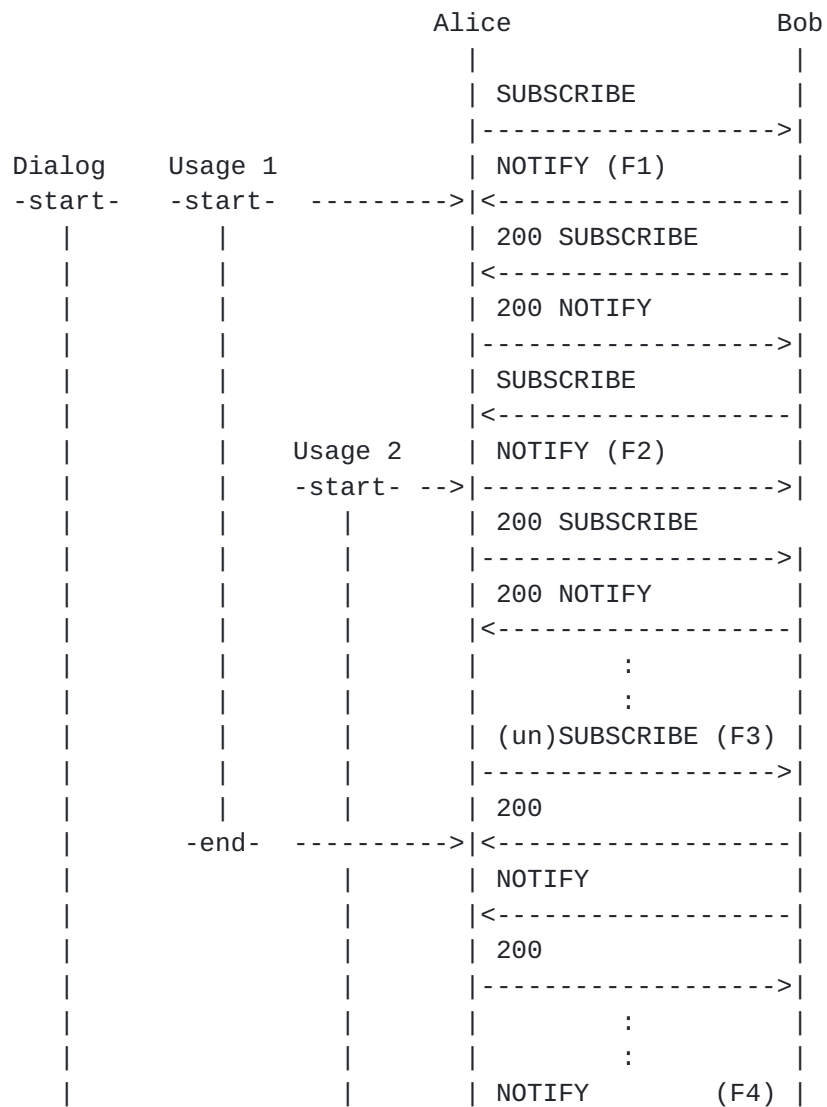 Alice                 Bob
                             |                    |
                             | SUBSCRIBE          |
                             |------------------->|
Dialog    Usage 1            | NOTIFY (F1)        |
-start-   -start-  --------->|<-------------------|
   |         |               | 200 SUBSCRIBE      |
   |         |               |<-------------------|
   |         |               | 200 NOTIFY         |
   |         |               |------------------->|
   |         |               | SUBSCRIBE          |
   |         |               |<-------------------|
   |         |    Usage 2    | NOTIFY (F2)        |
   |         |    -start- -->|------------------->|
   |         |       |       | 200 SUBSCRIBE      |
   |         |       |       |------------------->|
   |         |       |       | 200 NOTIFY         |
   |         |       |       |<-------------------|
   |         |       |       |         :          |
   |         |       |       |         :          |
   |         |       |       | (un)SUBSCRIBE (F3) |
   |         |       |       |------------------->|
   |         |       |       | 200                |
   |       -end-  ---------->|<-------------------|
   |                 |       | NOTIFY             |
   |                 |       |<-------------------|
   |                 |       | 200                |
   |                 |       |------------------->|
   |                 |       |         :          |
   |                 |       |         :          |
   |                 |       | NOTIFY        (F4) |